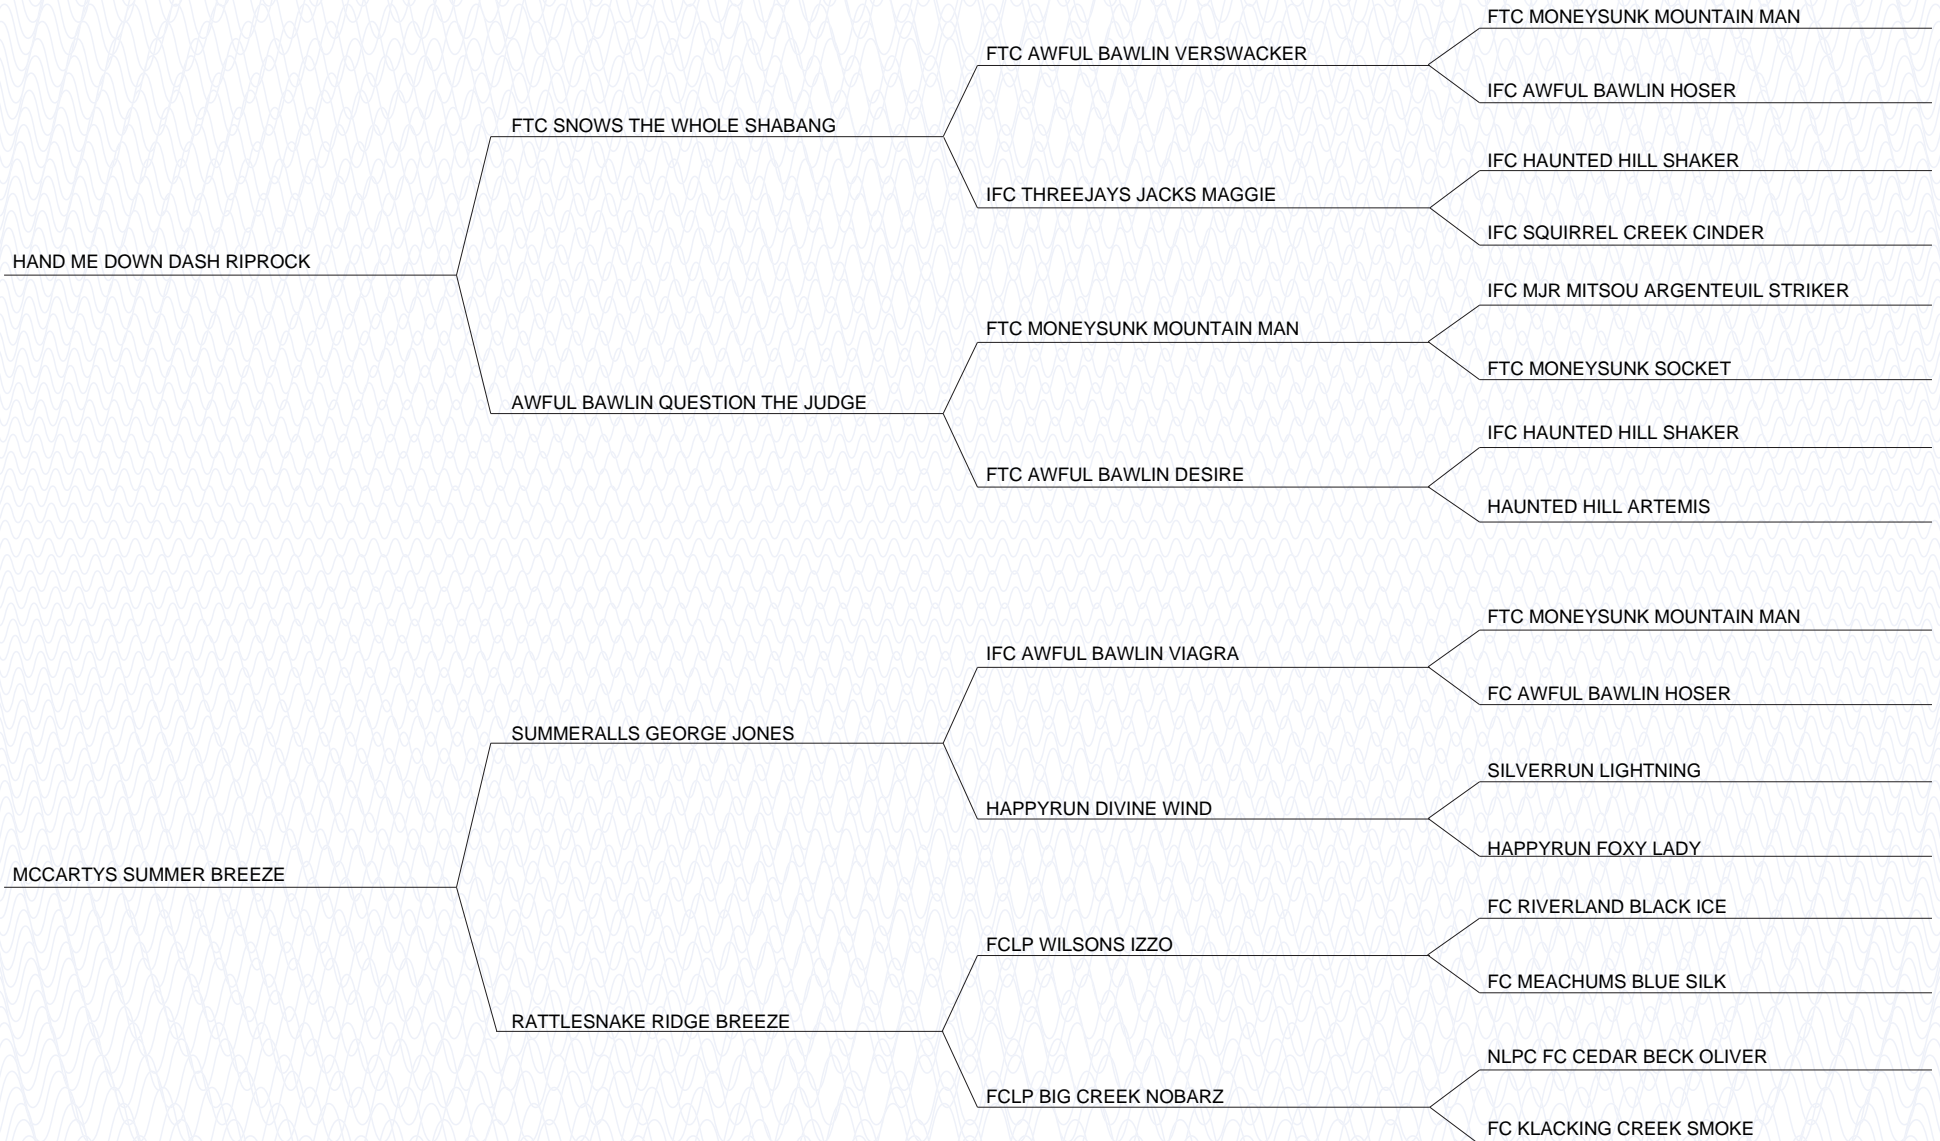 FTC MONEYSUNK MOUNTAIN MAN
FTC AWFUL BAWLIN VERSWACKER
IFC AWFUL BAWLIN HOSER
FTC SNOWS THE WHOLE SHABANG
IFC HAUNTED HILL SHAKER
IFC THREEJAYS JACKS MAGGIE
IFC SQUIRREL CREEK CINDER
HAND ME DOWN DASH RIPROCK
IFC MJR MITSOU ARGENTEUIL STRIKER
FTC MONEYSUNK MOUNTAIN MAN
FTC MONEYSUNK SOCKET
AWFUL BAWLIN QUESTION THE JUDGE
IFC HAUNTED HILL SHAKER
FTC AWFUL BAWLIN DESIRE
HAUNTED HILL ARTEMIS
FTC MONEYSUNK MOUNTAIN MAN
IFC AWFUL BAWLIN VIAGRA
FC AWFUL BAWLIN HOSER
SUMMERALLS GEORGE JONES
SILVERRUN LIGHTNING
HAPPYRUN DIVINE WIND
HAPPYRUN FOXY LADY
MCCARTYS SUMMER BREEZE
FC RIVERLAND BLACK ICE
FCLP WILSONS IZZO
FC MEACHUMS BLUE SILK
RATTLESNAKE RIDGE BREEZE
NLPC FC CEDAR BECK OLIVER
FCLP BIG CREEK NOBARZ
FC KLACKING CREEK SMOKE